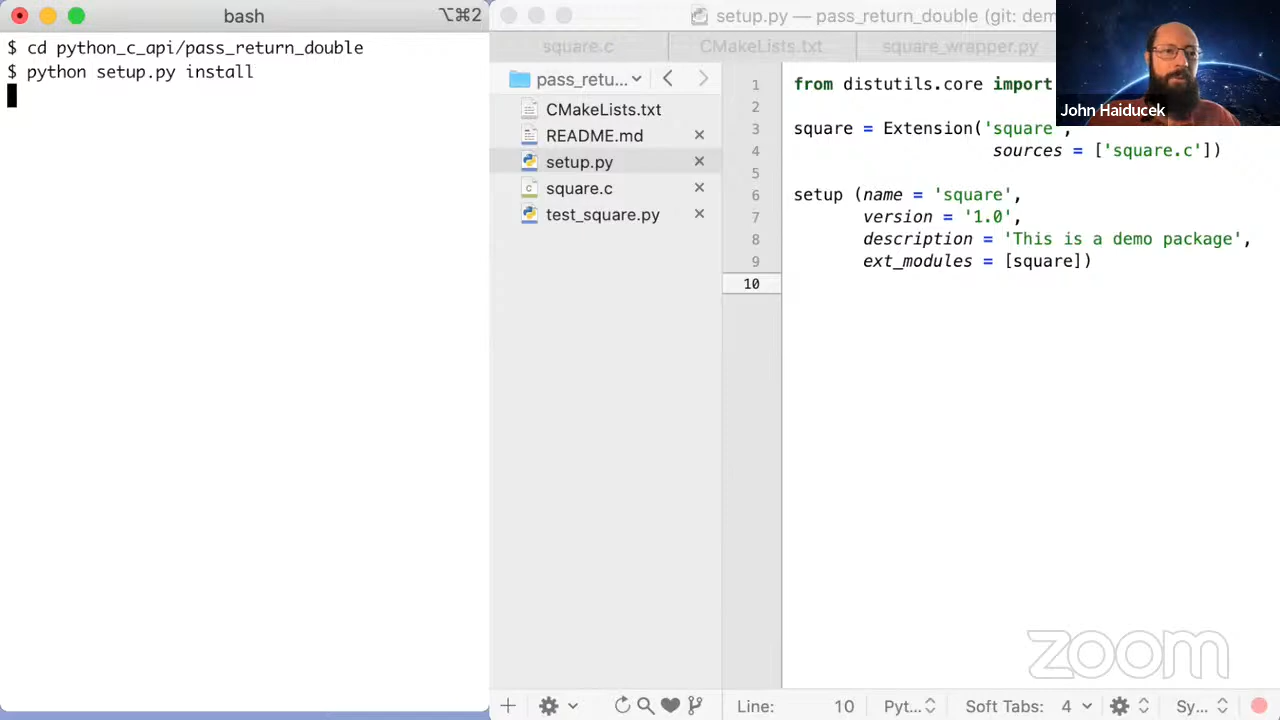 bash
⌥⌘2
$ cd python_c_api/pass_return_double
$ python setup.py install
setup.py — pass_return_double (git: dem
square.c
CMakeLists.txt
square_wrapper.py
pass_retu...
CMakeLists.txt
README.md
setup.py
square.c
test_square.py
1 from distutils.core import
2
3 square = Extension('square',
4 sources = ['square.c'])
5
6 setup (name = 'square',
7 version = '1.0',
8 description = 'This is a demo package',
9 ext_modules = [square])
10
John Haiducek
zoom
Line: 10
Pyt...
Soft Tabs: 4
Sy...